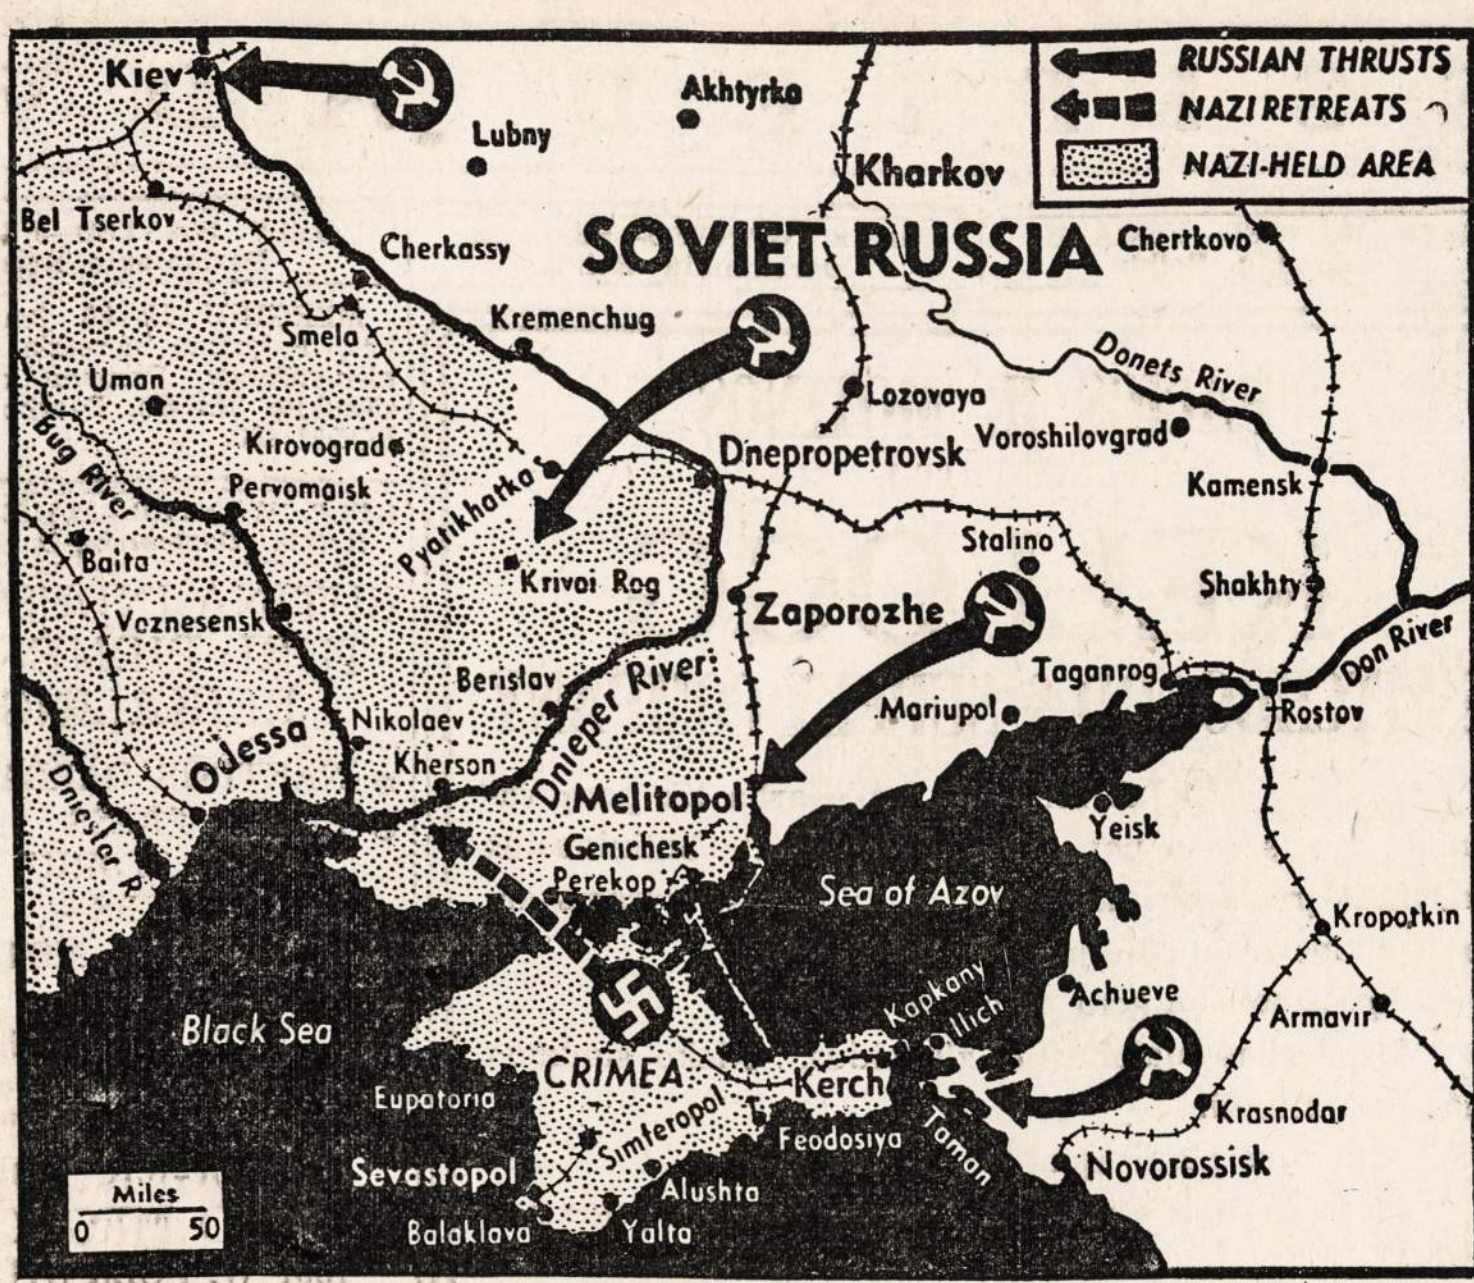 RUSSIAN THRUSTS
NAZI RETREATS
NAZI-HELD AREA
Kiev
Akhtyrka
Lubny
Kharkov
Bel Tserkov
SOVIET RUSSIA
Chertkovo
Cherkassy
Smela
Kremenchug
Uman
Lozovaya
Donets River
Bug River
Kirovograd
Dnepropetrovsk
Voroshilovgrad
Pervomaisk
Pyatikhatka
Kamensk
Baita
Krivoi Rog
Stalino
Shakhty
Voznesensk
Zaporozhe
Berislav
Dnieper River
Taganrog
Don River
Mariupol
Rostov
Nikolaev
Odessa
Kherson
Dniester R.
Melitopol
Yeisk
Genichesk
Perekop
Sea of Azov
Kropotkin
Kapkany
Illich
Achueve
Armavir
Black Sea
CRIMEA
Kerch
Eupatoria
Simferopol
Feodosiya
Taman
Krasnodar
Novorossisk
Sevastopol
Alushta
Balaklava
Yalta
Miles
0 50